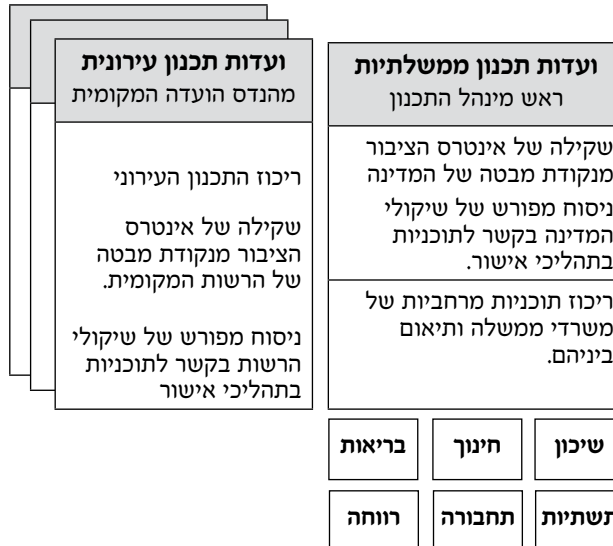 ועדות תכנון ממשלתיות
ראש מינהל התכנון
שקילה של אינטרס הציבור
מנקודת מבטה של המדינה
ניסוח מפורש של שיקולי
המדינה בקשר לתוכניות
בתהליכי אישור.
ריכוז תוכניות מרחביות של
משרדי ממשלה ותיאום
ביניהם.
שיכון
חינוך
בריאות
תשתיות
תחבורה
רווחה
ועדות תכנון עירונית
מהנדס הועדה המקומית
ריכוז התכנון העירוני
שקילה של אינטרס
הציבור מנקודת מבטה
של הרשות המקומית.
ניסוח מפורש של שיקולי
הרשות בקשר לתוכניות
בתהליכי אישור